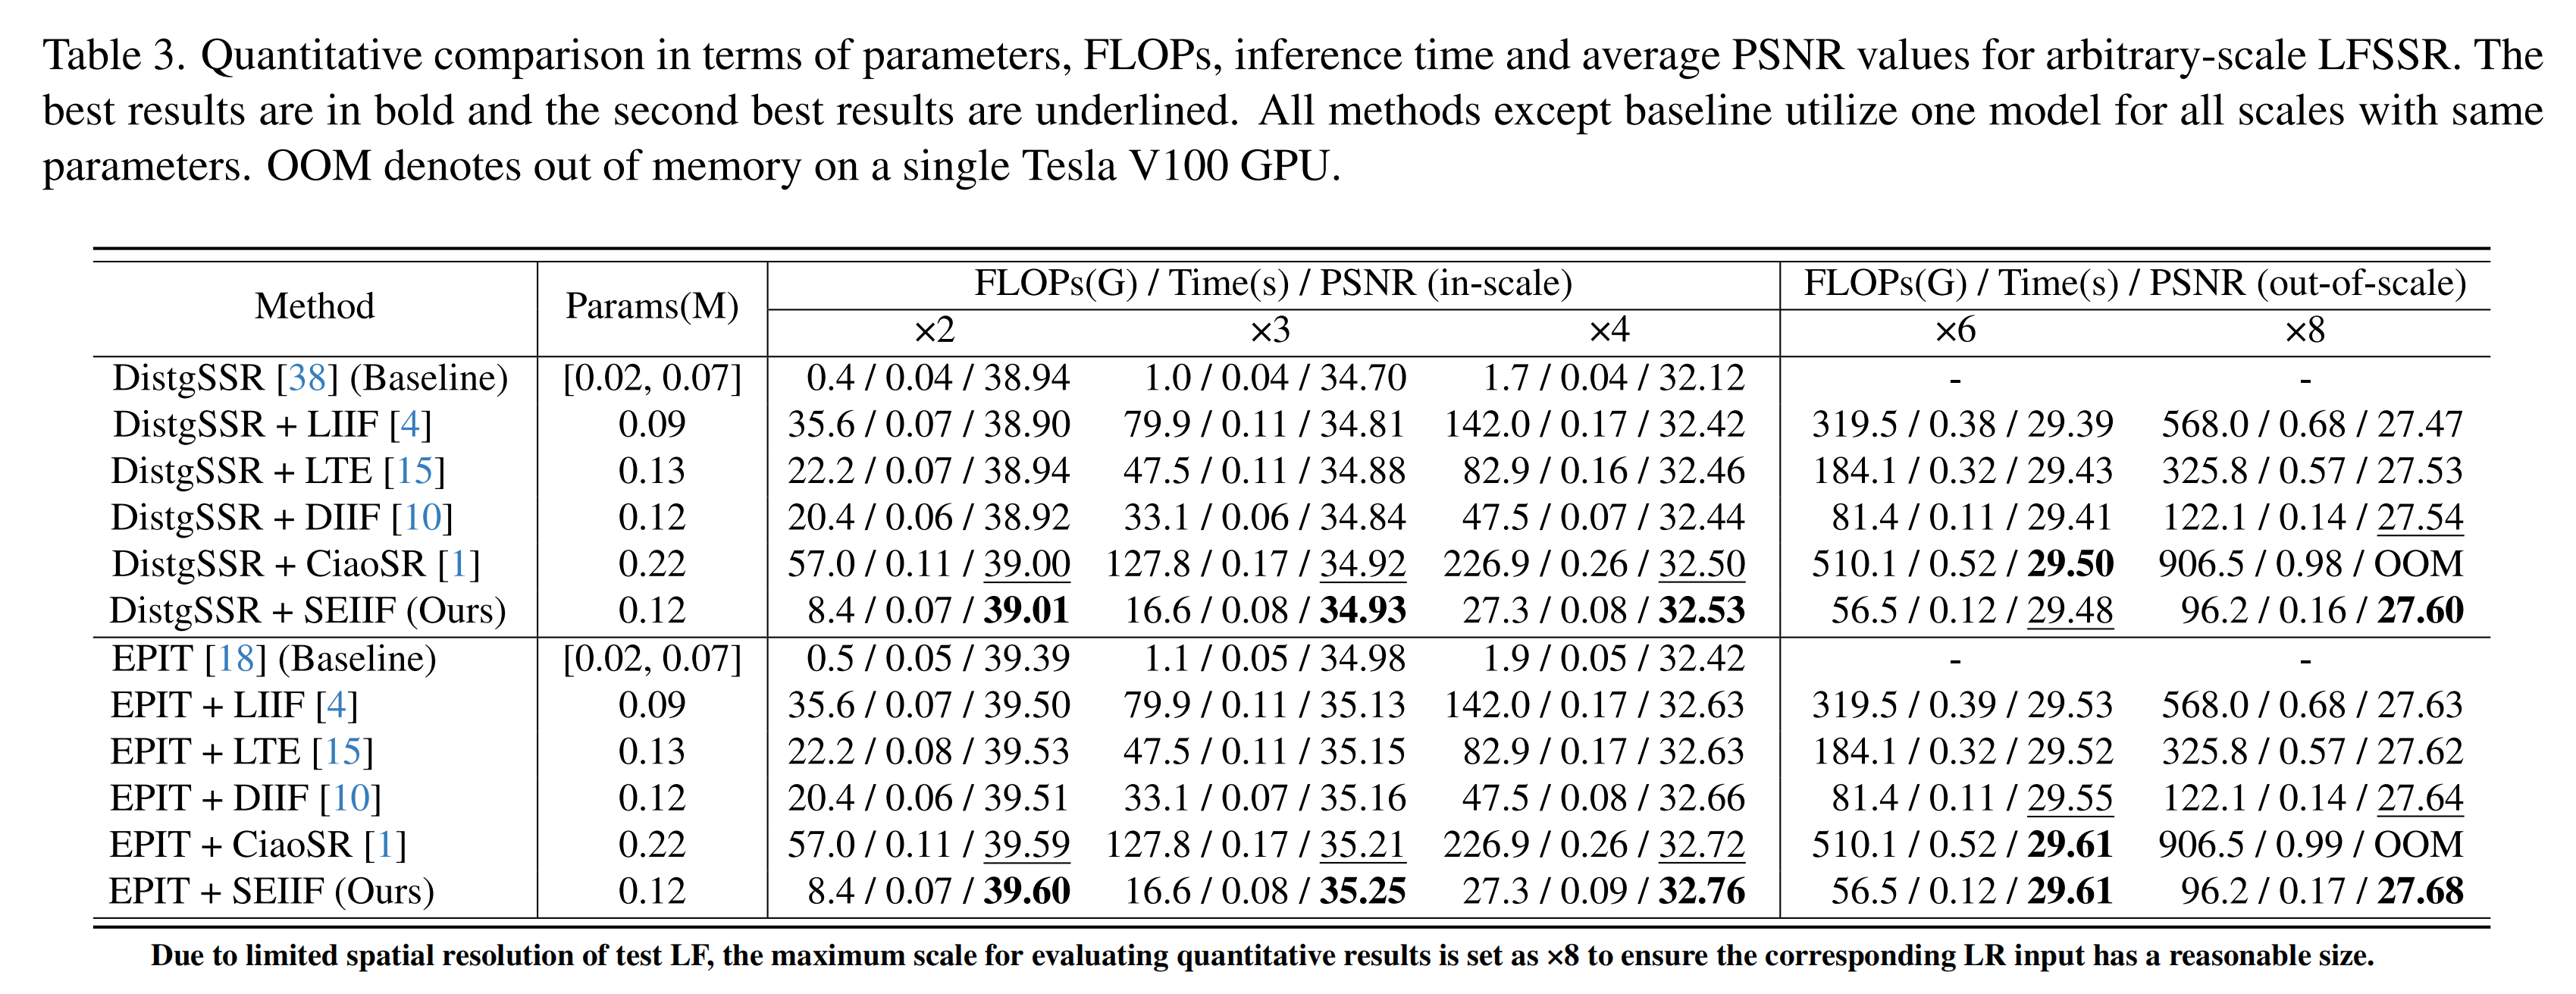 Table 3. Quantitative comparison in terms of parameters, FLOPs, inference time and average PSNR values for arbitrary-scale LFSSR. The
best results are in bold and the second best results are underlined. All methods except baseline utilize one model for all scales with same
parameters. OOM denotes out of memory on a single Tesla V100 GPU.
Method Params(M) FLOPs(G) / Time(s) / PSNR (in-scale) FLOPs(G) / Time(s) / PSNR (out-of-scale)
×2 ×3 ×4 ×6 ×8
DistgSSR [38] (Baseline) [0.02, 0.07] 0.4 / 0.04 / 38.94 1.0 / 0.04 / 34.70 1.7 / 0.04 / 32.12 - -
DistgSSR + LIIF [4] 0.09 35.6 / 0.07 / 38.90 79.9 / 0.11 / 34.81 142.0 / 0.17 / 32.42 319.5 / 0.38 / 29.39 568.0 / 0.68 / 27.47
DistgSSR + LTE [15] 0.13 22.2 / 0.07 / 38.94 47.5 / 0.11 / 34.88 82.9 / 0.16 / 32.46 184.1 / 0.32 / 29.43 325.8 / 0.57 / 27.53
DistgSSR + DIIF [10] 0.12 20.4 / 0.06 / 38.92 33.1 / 0.06 / 34.84 47.5 / 0.07 / 32.44 81.4 / 0.11 / 29.41 122.1 / 0.14 / 27.54
DistgSSR + CiaoSR [1] 0.22 57.0 / 0.11 / 39.00 127.8 / 0.17 / 34.92 226.9 / 0.26 / 32.50 510.1 / 0.52 / 29.50 906.5 / 0.98 / OOM
DistgSSR + SEIIF (Ours) 0.12 8.4 / 0.07 / 39.01 16.6 / 0.08 / 34.93 27.3 / 0.08 / 32.53 56.5 / 0.12 / 29.48 96.2 / 0.16 / 27.60
EPIT [18] (Baseline) [0.02, 0.07] 0.5 / 0.05 / 39.39 1.1 / 0.05 / 34.98 1.9 / 0.05 / 32.42 - -
EPIT + LIIF [4] 0.09 35.6 / 0.07 / 39.50 79.9 / 0.11 / 35.13 142.0 / 0.17 / 32.63 319.5 / 0.39 / 29.53 568.0 / 0.68 / 27.63
EPIT + LTE [15] 0.13 22.2 / 0.08 / 39.53 47.5 / 0.11 / 35.15 82.9 / 0.17 / 32.63 184.1 / 0.32 / 29.52 325.8 / 0.57 / 27.62
EPIT + DIIF [10] 0.12 20.4 / 0.06 / 39.51 33.1 / 0.07 / 35.16 47.5 / 0.08 / 32.66 81.4 / 0.11 / 29.55 122.1 / 0.14 / 27.64
EPIT + CiaoSR [1] 0.22 57.0 / 0.11 / 39.59 127.8 / 0.17 / 35.21 226.9 / 0.26 / 32.72 510.1 / 0.52 / 29.61 906.5 / 0.99 / OOM
EPIT + SEIIF (Ours) 0.12 8.4 / 0.07 / 39.60 16.6 / 0.08 / 35.25 27.3 / 0.09 / 32.76 56.5 / 0.12 / 29.61 96.2 / 0.17 / 27.68
Due to limited spatial resolution of test LF, the maximum scale for evaluating quantitative results is set as ×8 to ensure the corresponding LR input has a reasonable size.